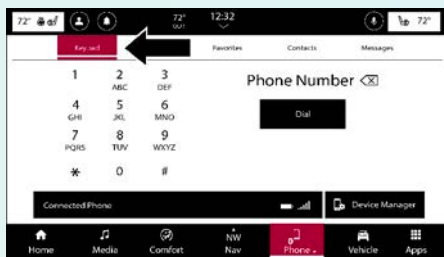 72° 72° 12:32 72°
OUT
Keypad Favorites Contacts Messages
1 2 3
ABC DEF
4 5 6
GHI JKL MNO
7 8 9
PQRS TUV WXYZ
* 0 #
Phone Number
Dial
Connected Phone Device Manager
NW
Home Media Comfort Nav Phone Vehicle Apps